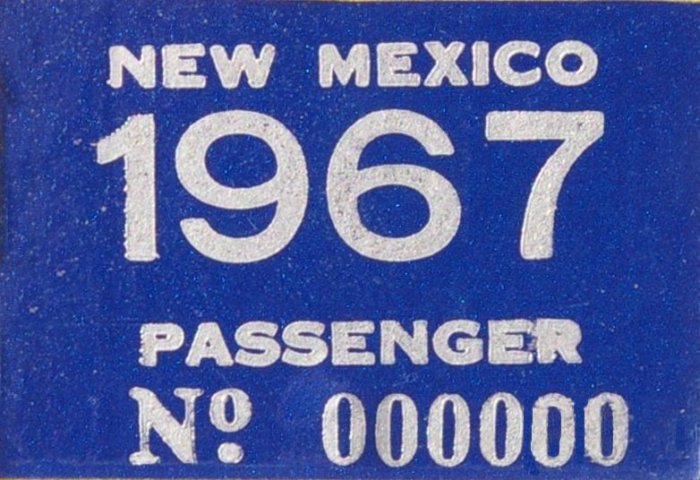 NEW MEXICO
1967
PASSENGER
Nº 000000